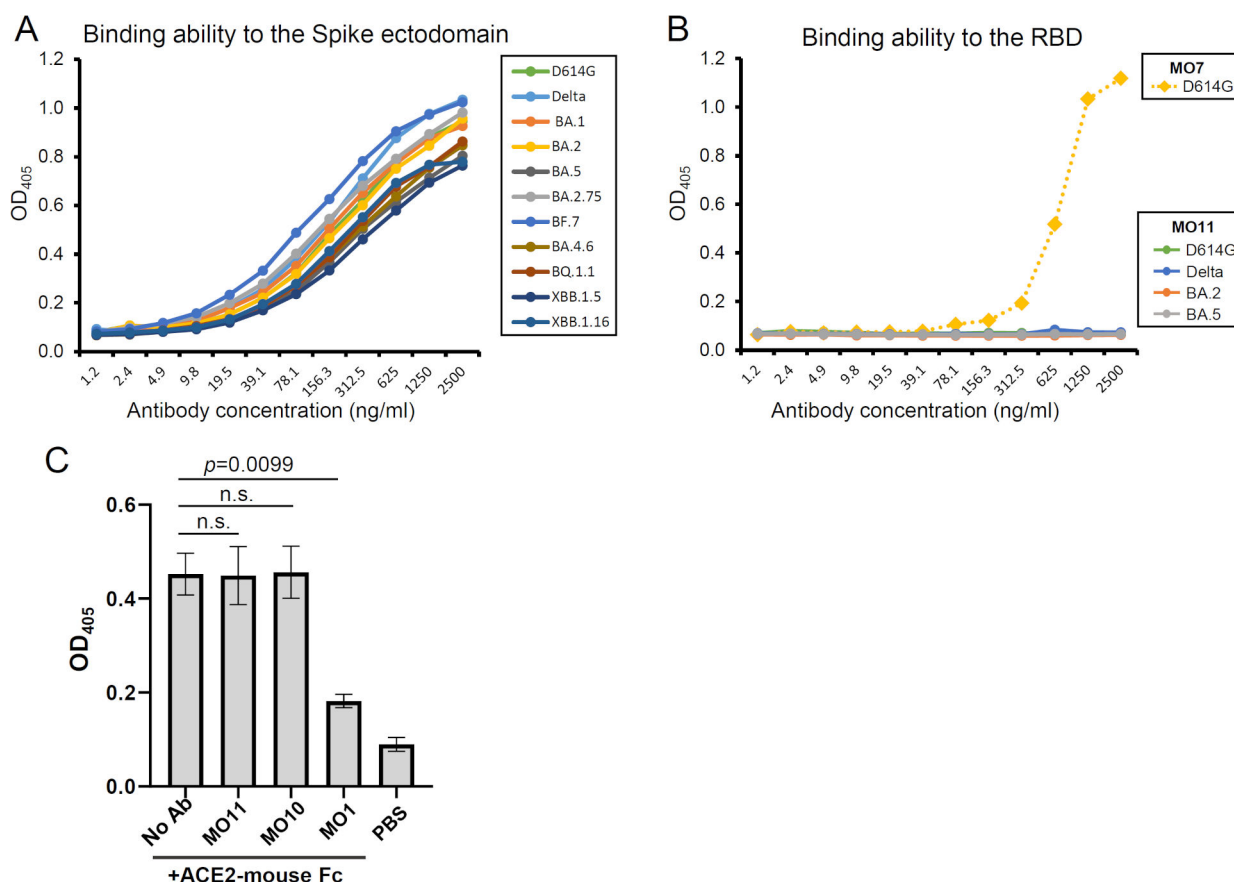 A
Binding ability to the Spike ectodomain
1.2
1.0
0.8
0.6
0.4
0.2
0.0
OD405
1.2 2.4 4.9 9.8 19.5 39.1 78.1 156.3 312.5 625 1250 2500
Antibody concentration (ng/ml)
D614G
Delta
BA.1
BA.2
BA.5
BA.2.75
BF.7
BA.4.6
BQ.1.1
XBB.1.5
XBB.1.16
B
Binding ability to the RBD
1.2
1.0
0.8
0.6
0.4
0.2
0.0
OD405
1.2 2.4 4.9 9.8 19.5 39.1 78.1 156.3 312.5 625 1250 2500
Antibody concentration (ng/ml)
MO7
D614G
MO11
D614G
Delta
BA.2
BA.5
C
p=0.0099
n.s.
n.s.
0.6
0.4
0.2
0.0
OD405
No Ab MO11 MO10 MO1 PBS
+ACE2-mouse Fc